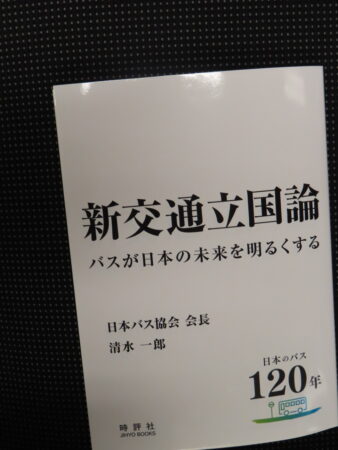 新交通立国論
バスが日本の未来を明るくする
日本バス協会 会長
清水 一郎
日本のバス
120年
時評社
JIHYO BOOKS